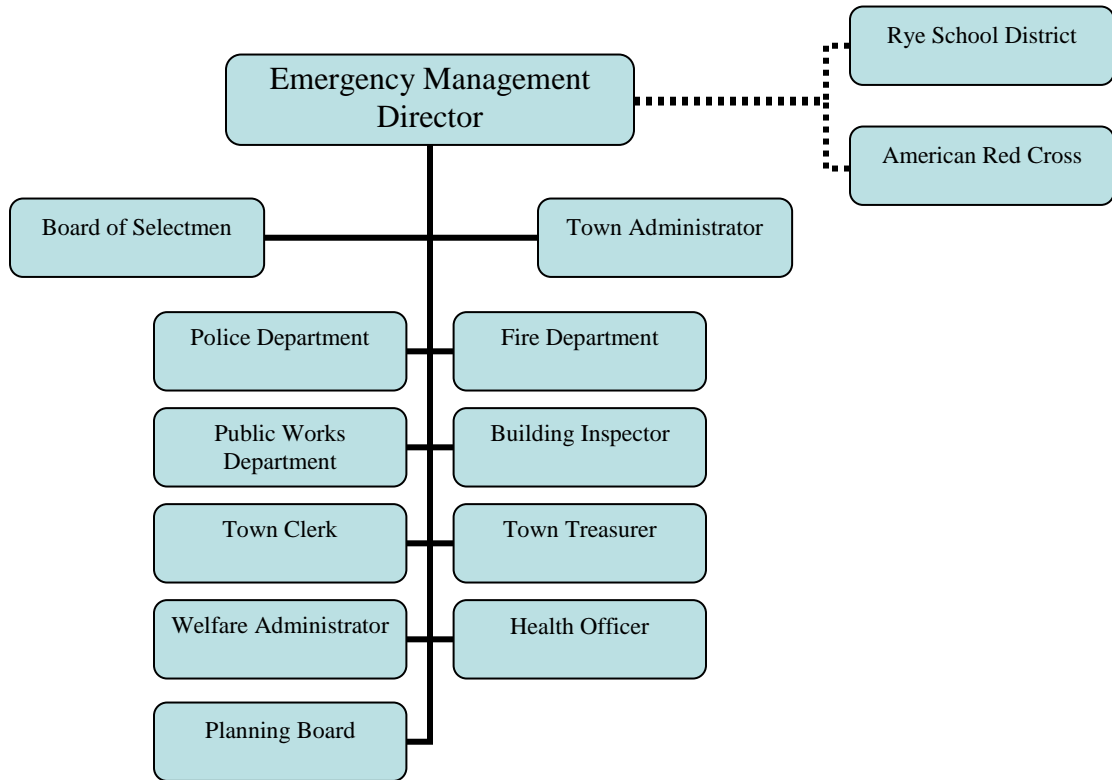 Rye School District
Emergency Management
Director
American Red Cross
Board of Selectmen
Town Administrator
Police Department
Fire Department
Public Works
Department
Building Inspector
Town Clerk
Town Treasurer
Welfare Administrator
Health Officer
Planning Board